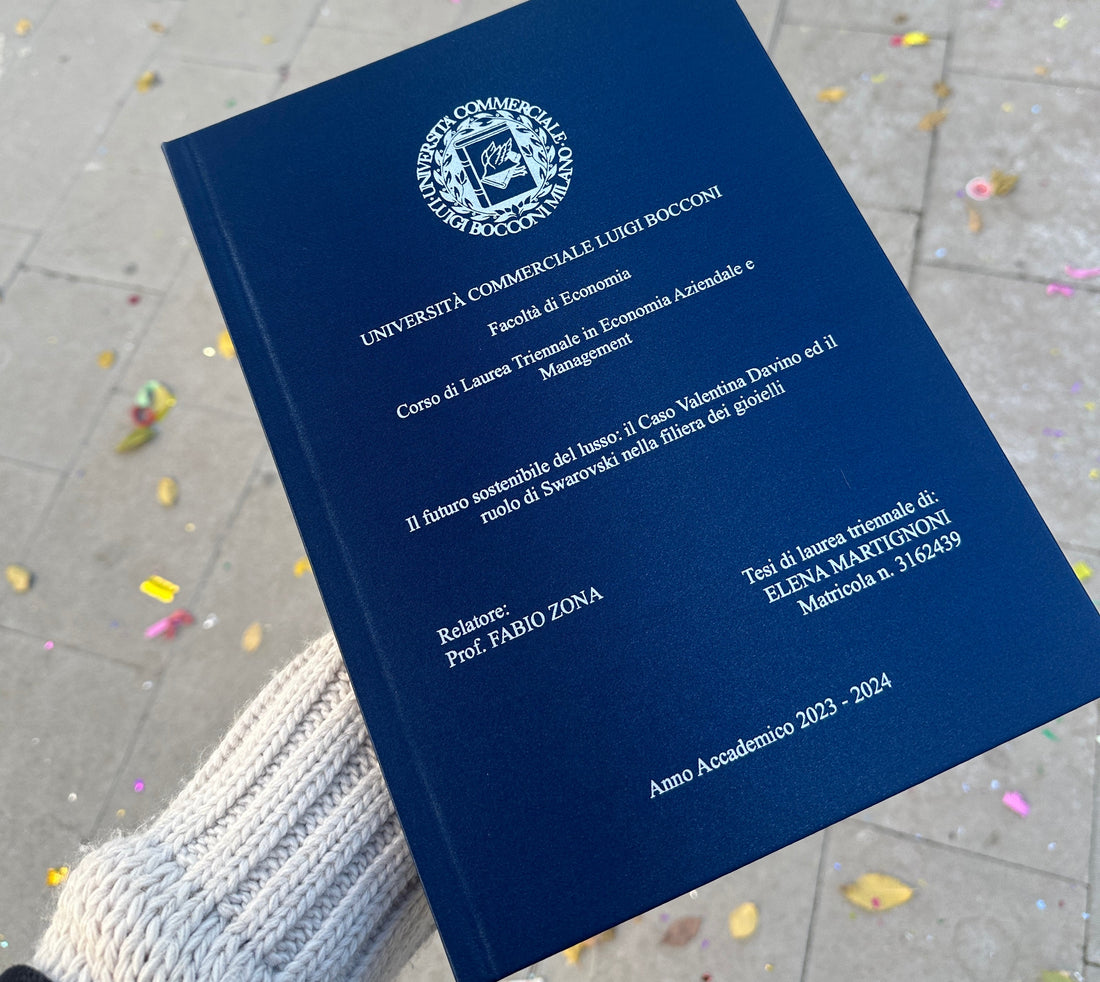 UNIVERSITÀ COMMERCIALE
LUIGI BOCCONI MILANO
UNIVERSITÀ COMMERCIALE LUIGI BOCCONI
Facoltà di Economia
Corso di Laurea Triennale in Economia Aziendale e
Management
Il futuro sostenibile del lusso: il Caso Valentina Davino ed il
ruolo di Swarovski nella filiera dei gioielli
Relatore:
Prof. FABIO ZONA
Tesi di laurea triennale di:
ELENA MARTIGNONI
Matricola n. 3162439
Anno Accademico 2023 - 2024